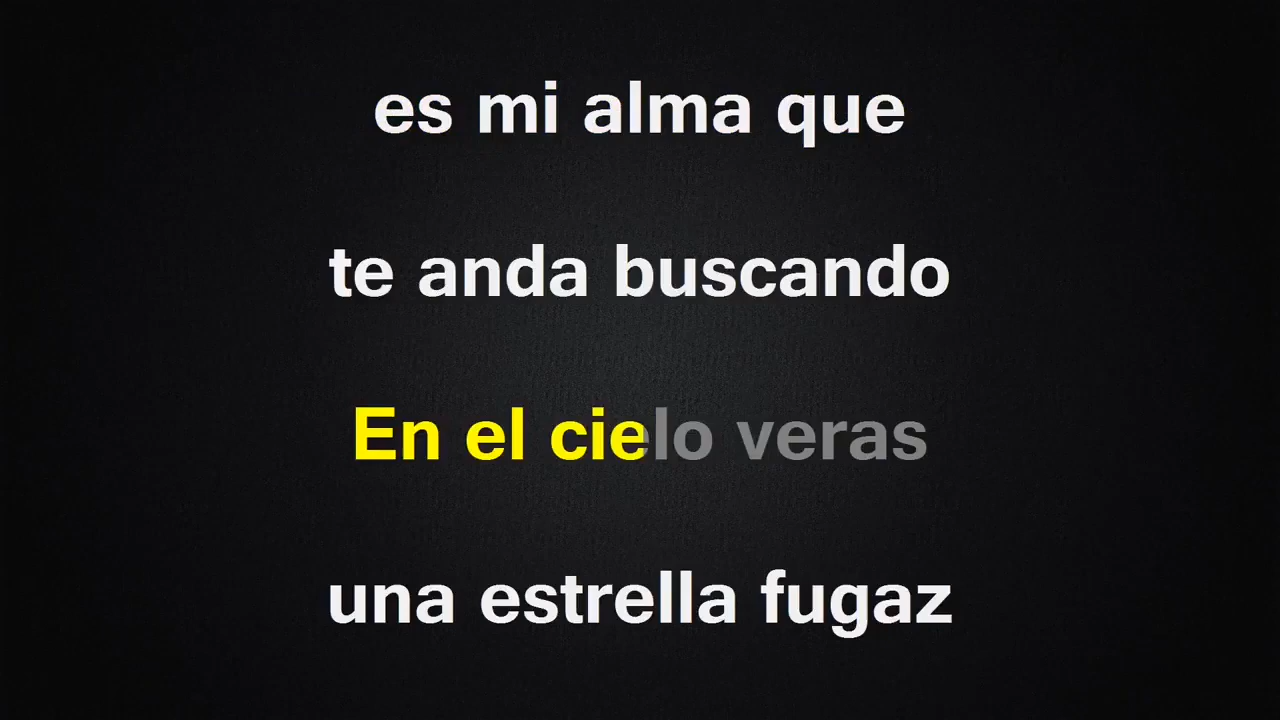 es mi alma que
te anda buscando
En el cielo veras
una estrella fugaz